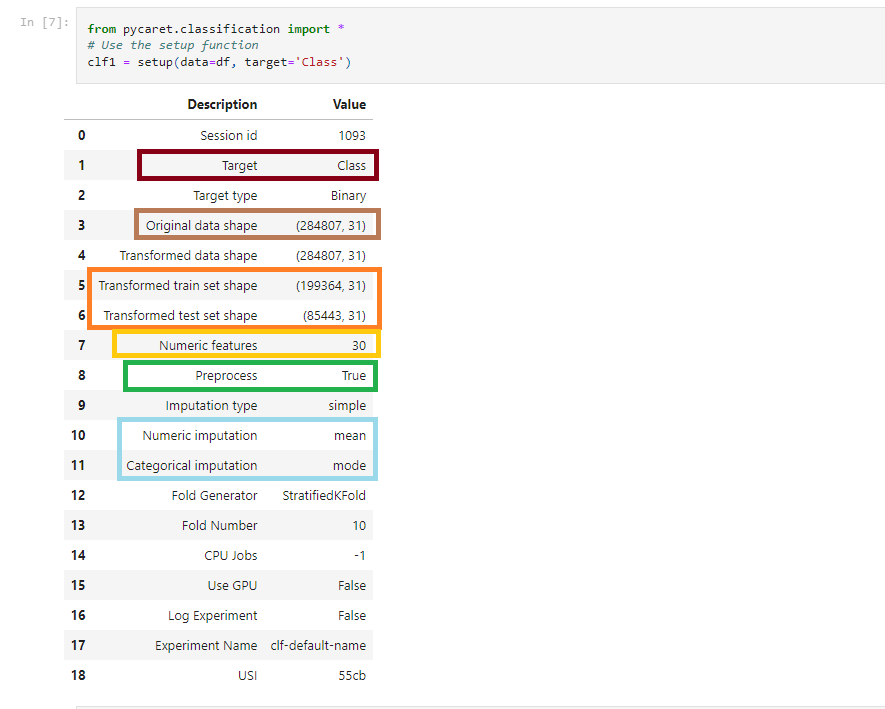 In [7]:
from pycaret.classification import *
# Use the setup function
clf1 = setup(data=df, target='Class')
Description Value
0 Session id 1093
1 Target Class
2 Target type Binary
3 Original data shape (284807, 31)
4 Transformed data shape (284807, 31)
5 Transformed train set shape (199364, 31)
6 Transformed test set shape (85443, 31)
7 Numeric features 30
8 Preprocess True
9 Imputation type simple
10 Numeric imputation mean
11 Categorical imputation mode
12 Fold Generator StratifiedKFold
13 Fold Number 10
14 CPU Jobs -1
15 Use GPU False
16 Log Experiment False
17 Experiment Name clf-default-name
18 USI 55cb